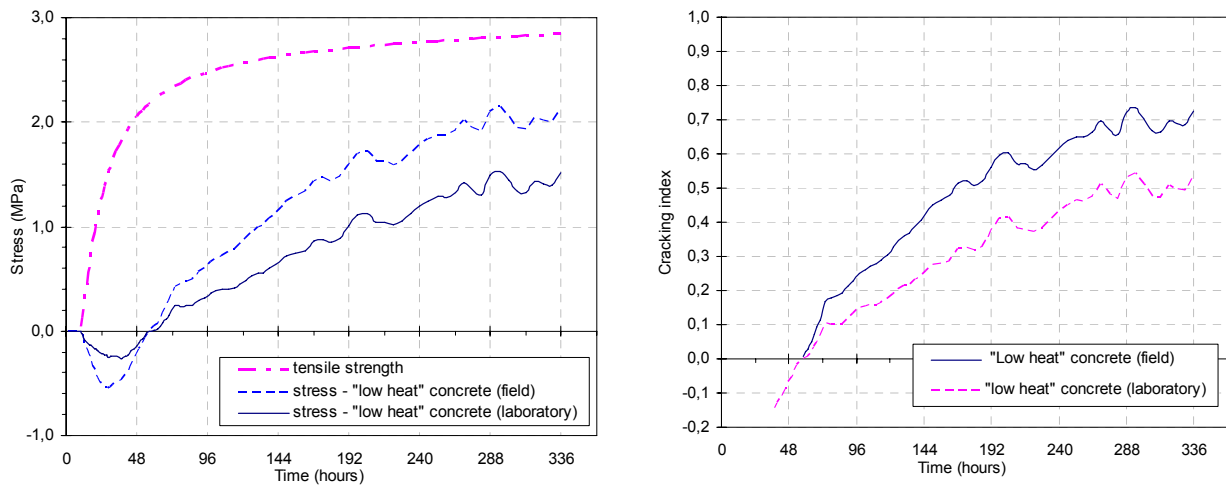 3,0
2,0
1,0
0,0
-1,0
Stress (MPa)
tensile strength
stress - "low heat" concrete (field)
stress - "low heat" concrete (laboratory)
0 48 96 144 192 240 288 336
Time (hours)
1,0
0,9
0,8
0,7
0,6
0,5
0,4
0,3
0,2
0,1
0,0
-0,1
-0,2
Cracking index
"Low heat" concrete (field)
"low heat" concrete (laboratory)
0 48 96 144 192 240 288 336
Time (hours)